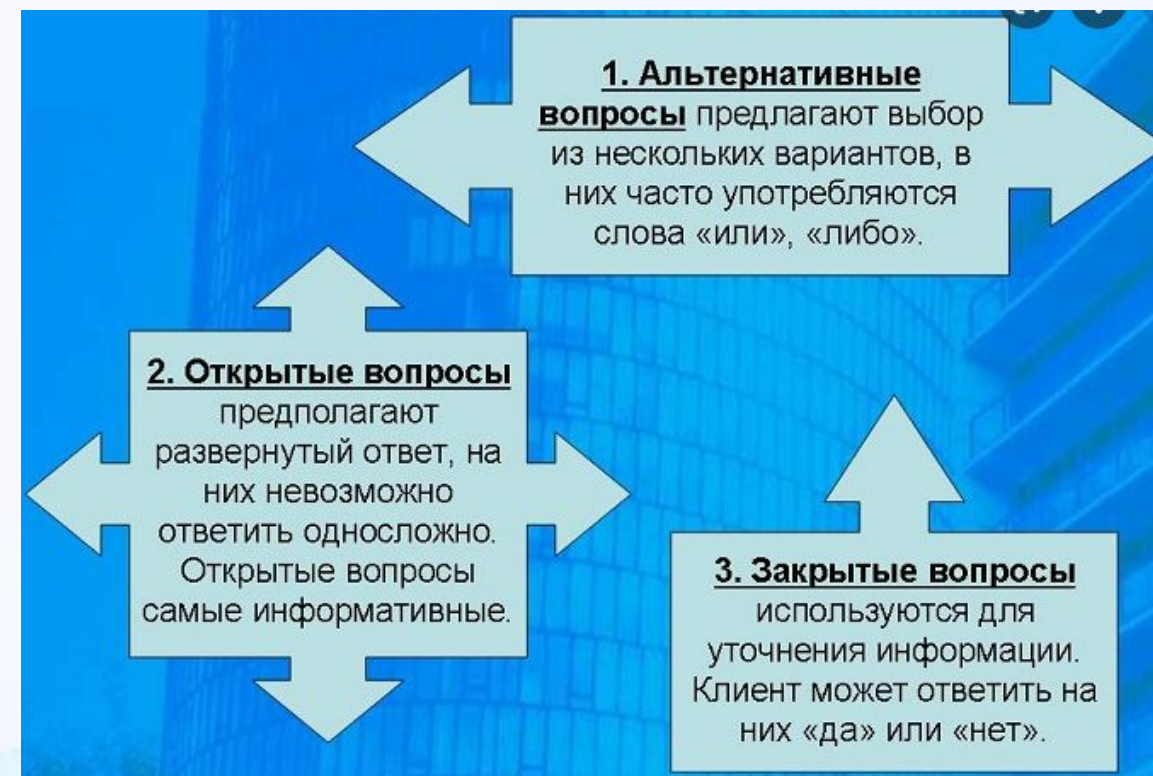 1. Альтернативные
вопросы предлагают выбор
из нескольких вариантов, в
них часто употребляются
слова «или», «либо».
2. Открытые вопросы
предполагают
развернутый ответ, на
них невозможно
ответить односложно.
Открытые вопросы
самые информативные.
3. Закрытые вопросы
используются для
уточнения информации.
Клиент может ответить на
них «да» или «нет».